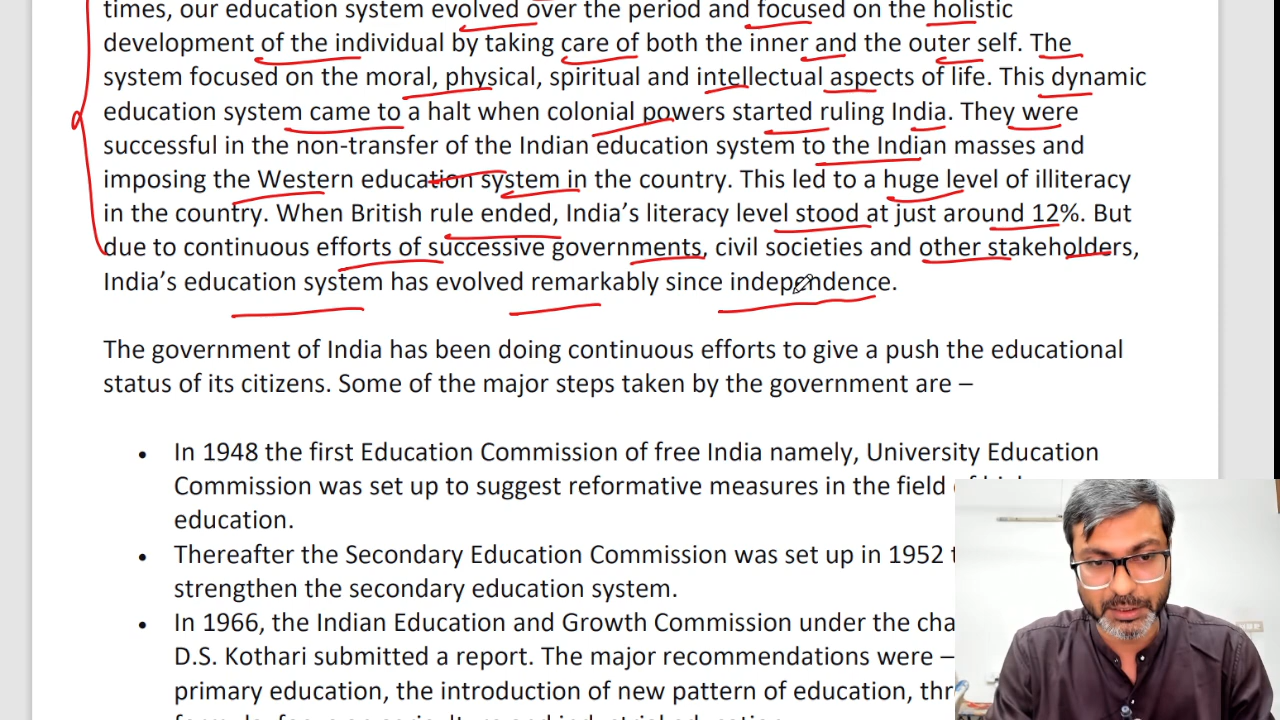 times, our education system evolved over the period and focused on the holistic
development of the individual by taking care of both the inner and the outer self. The
system focused on the moral, physical, spiritual and intellectual aspects of life. This dynamic
education system came to a halt when colonial powers started ruling India. They were
successful in the non-transfer of the Indian education system to the Indian masses and
imposing the Western education system in the country. This led to a huge level of illiteracy
in the country. When British rule ended, India’s literacy level stood at just around 12%. But
due to continuous efforts of successive governments, civil societies and other stakeholders,
India’s education system has evolved remarkably since independence.
The government of India has been doing continuous efforts to give a push the educational
status of its citizens. Some of the major steps taken by the government are –
• In 1948 the first Education Commission of free India namely, University Education
Commission was set up to suggest reformative measures in the field
education.
• Thereafter the Secondary Education Commission was set up in 1952
strengthen the secondary education system.
• In 1966, the Indian Education and Growth Commission under the
D.S. Kothari submitted a report. The major recommendations were –
primary education, the introduction of new pattern of education,